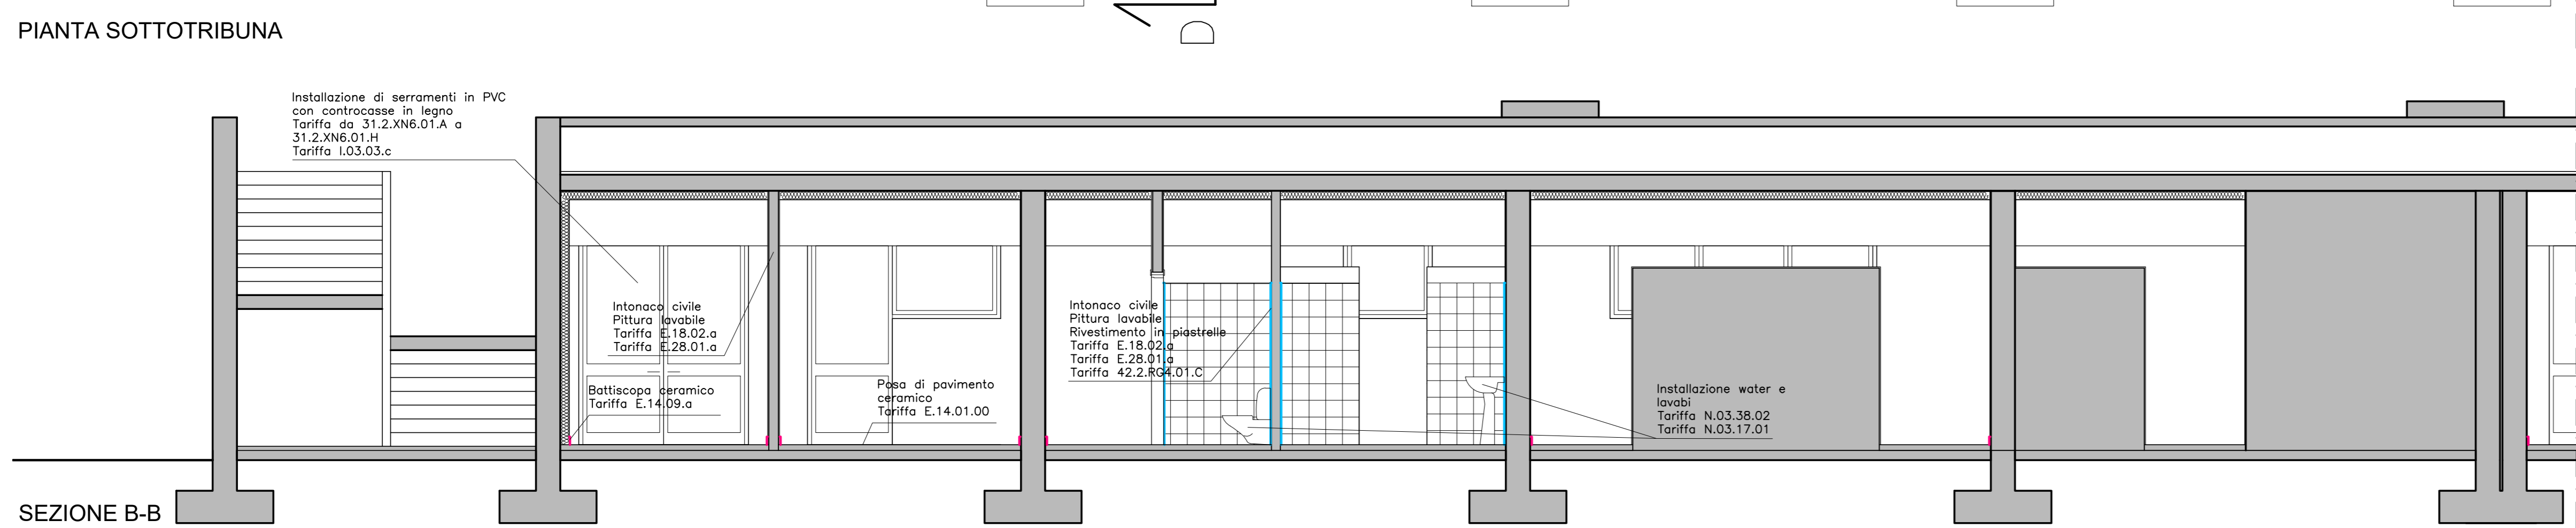 PIANTA SOTTOTRIBUNA
D
Installazione di serramenti in PVC
con controcasse in legno
Tariffa da 31.2.XN6.01.A a
31.2.XN6.01.H
Tariffa I.03.03.c
Intonaco civile
Pittura lavabile
Tariffa E.18.02.a
Tariffa E.28.01.a
Battiscopa ceramico
Tariffa E.14.09.a
Posa di pavimento
ceramico
Tariffa E.14.01.00
Intonaco civile
Pittura lavabile
Rivestimento in piastrelle
Tariffa E.18.02.a
Tariffa E.28.01.a
Tariffa 42.2.RG4.01.C
Installazione water e
lavabi
Tariffa N.03.38.02
Tariffa N.03.17.01
SEZIONE B-B